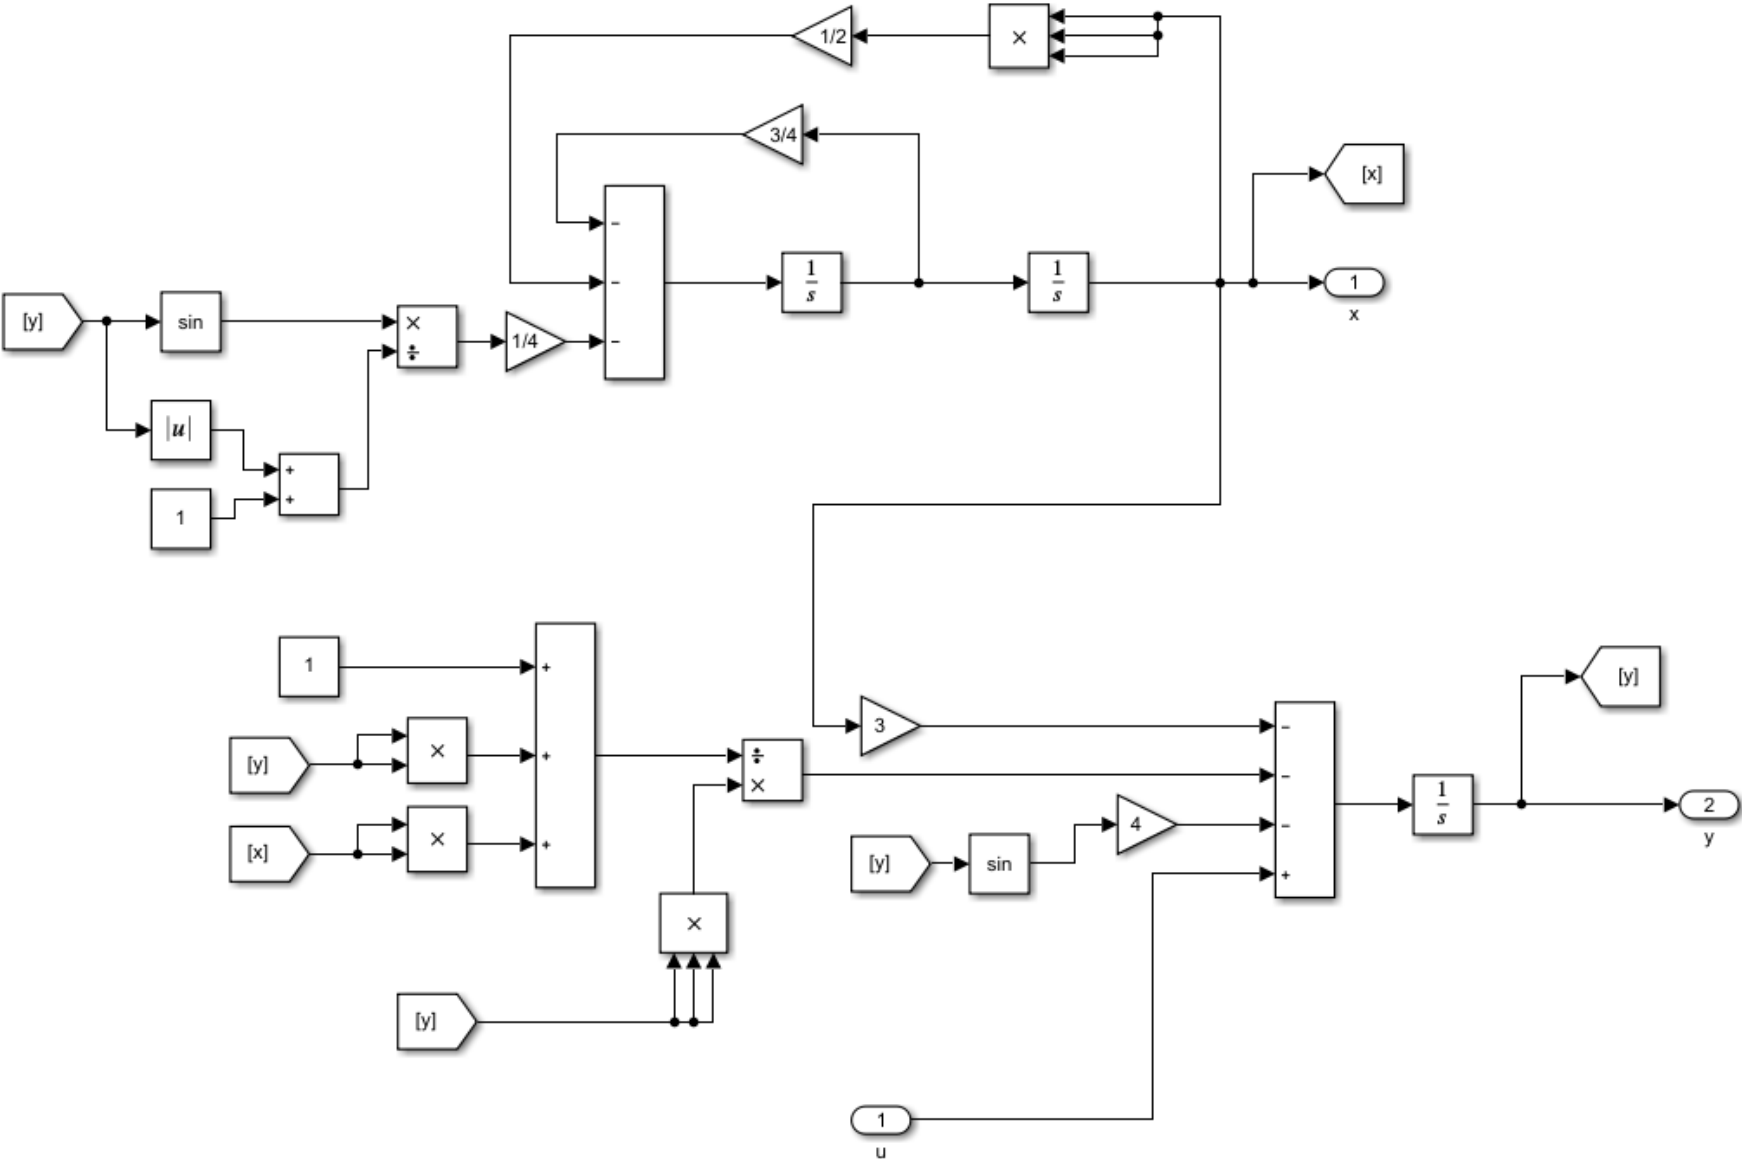 1/2
×
3/4
[x]
−
−
−
1
s
1
s
1
x
[y]
sin
×
÷
1/4
|u|
+
+
1
1
+
[y]
×
+
[x]
×
+
÷
×
3
−
−
−
+
[y]
1
s
2
y
4
[y]
sin
×
[y]
1
u